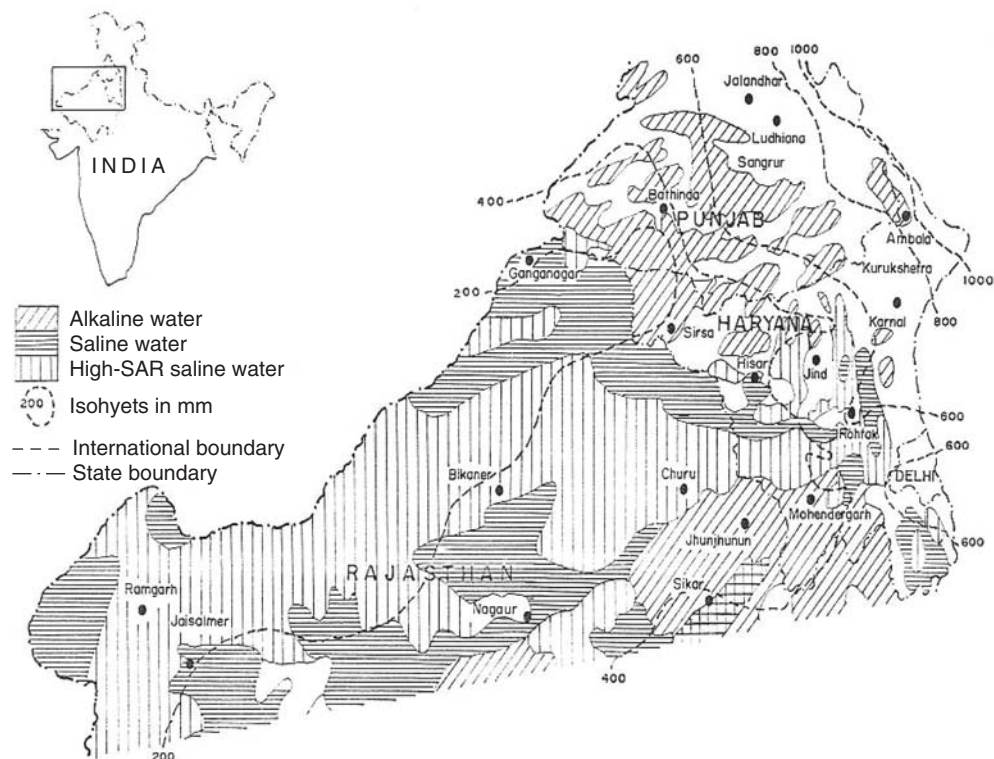 INDIA
Alkaline water
Saline water
High-SAR saline water
200 Isohyets in mm
International boundary
State boundary
600
800
1000
Jalandhar
Ludhiana
Sangrur
400
Bathinda
PUNJAB
Ambala
Ganganagar
Kurukshetra
1000
200
HARYANA
Karnal
800
Sirsa
Hisar
Jind
600
Rohtak
600
Bikaner
Churu
DELHI
Mohendergarh
Jhunjhunun
600
RAJASTHAN
Ramgarh
Sikar
Nagaur
Jaisalmer
400
200